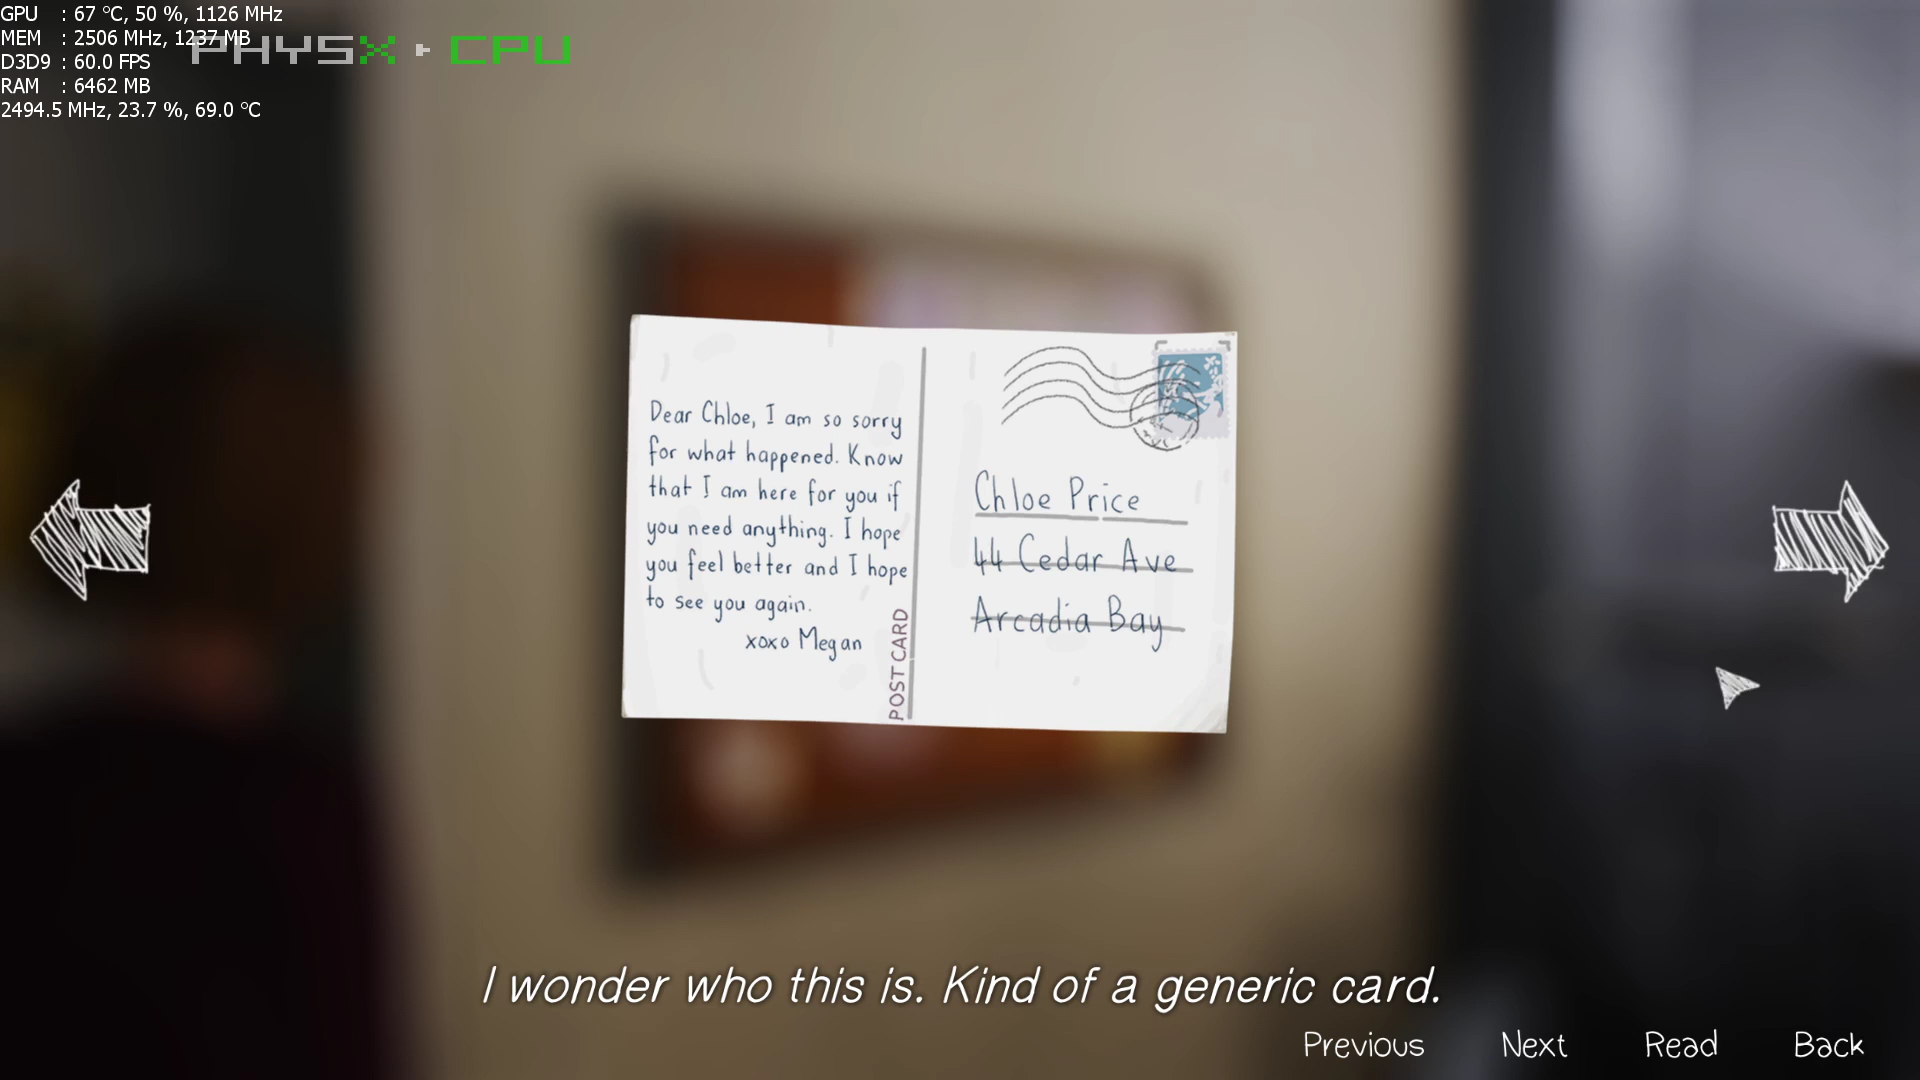 GPU : 67 °C, 50 %, 1126 MHz
MEM : 2506 MHz, 1237 MB
D3D9 : 60.0 FPS
RAM : 6462 MB
2494.5 MHz, 23.7 %, 69.0 °C
PHYSX CPU
Dear Chloe, I am so sorry
for what happened. Know
that I am here for you if
you need anything. I hope
you feel better and I hope
to see you again.
xoxo Megan
POSTCARD
Chloe Price
44 Cedar Ave
Arcadia Bay
I wonder who this is. Kind of a generic card.
Previous Next Read Back